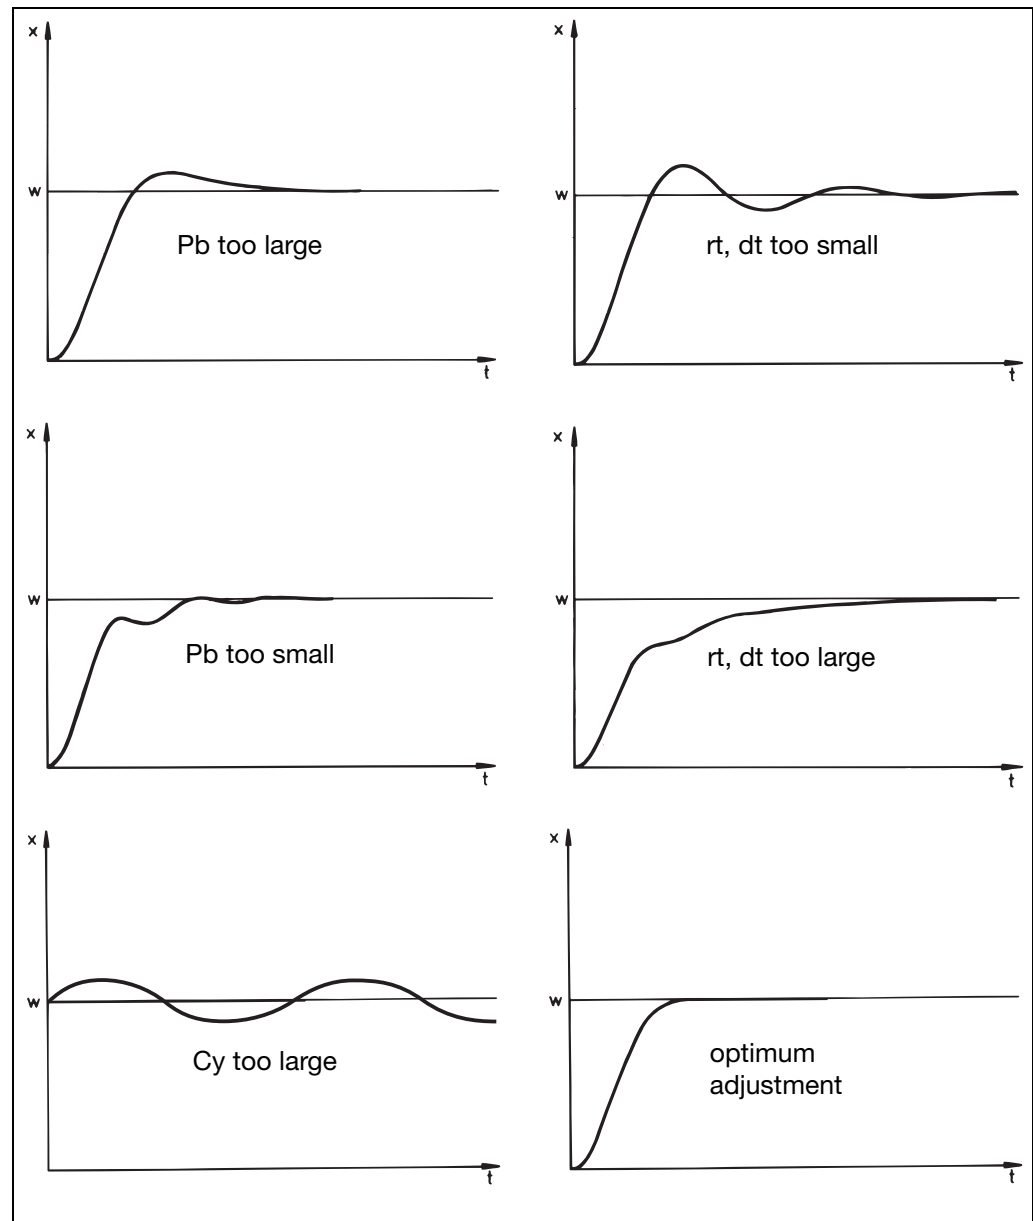 x
w
Pb too large
t
x
w
rt, dt too small
t
x
w
Pb too small
t
x
w
rt, dt too large
t
x
w
Cy too large
t
x
w
optimum
adjustment
t